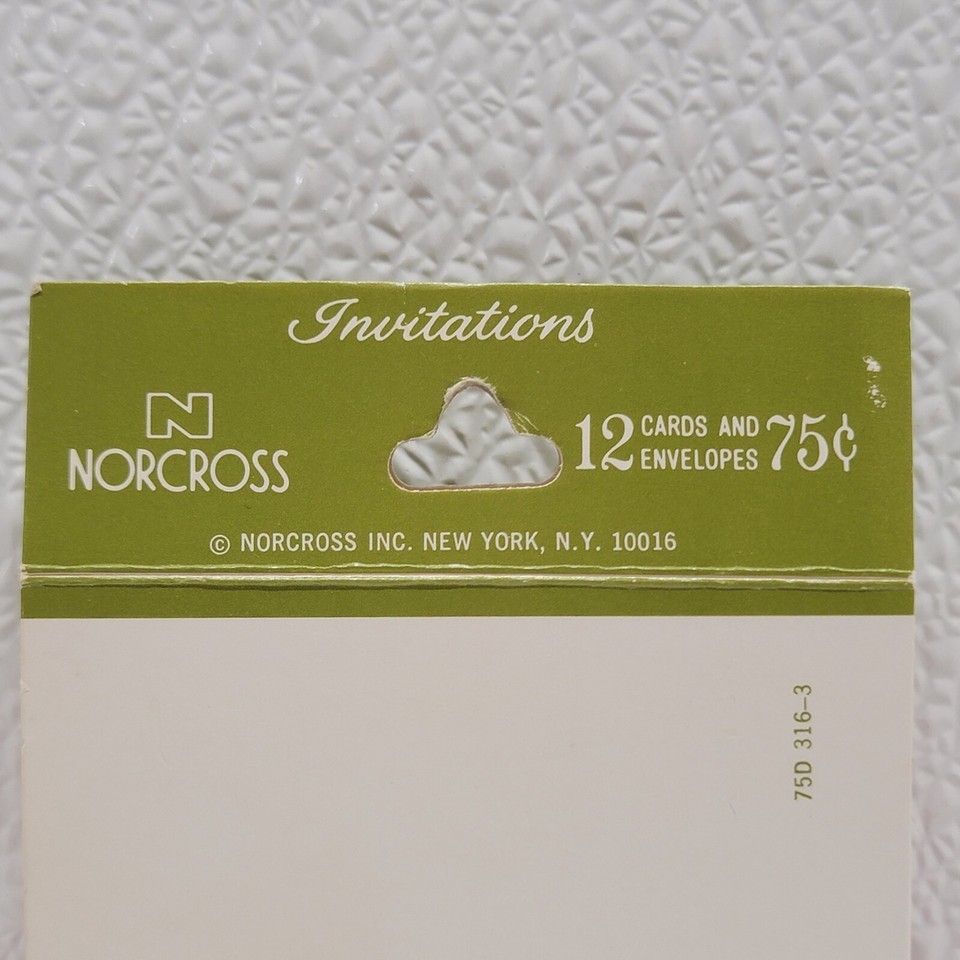 Invitations
N
NORCROSS
12 CARDS AND ENVELOPES 75¢
© NORCROSS INC. NEW YORK, N.Y. 10016
75D 316-3